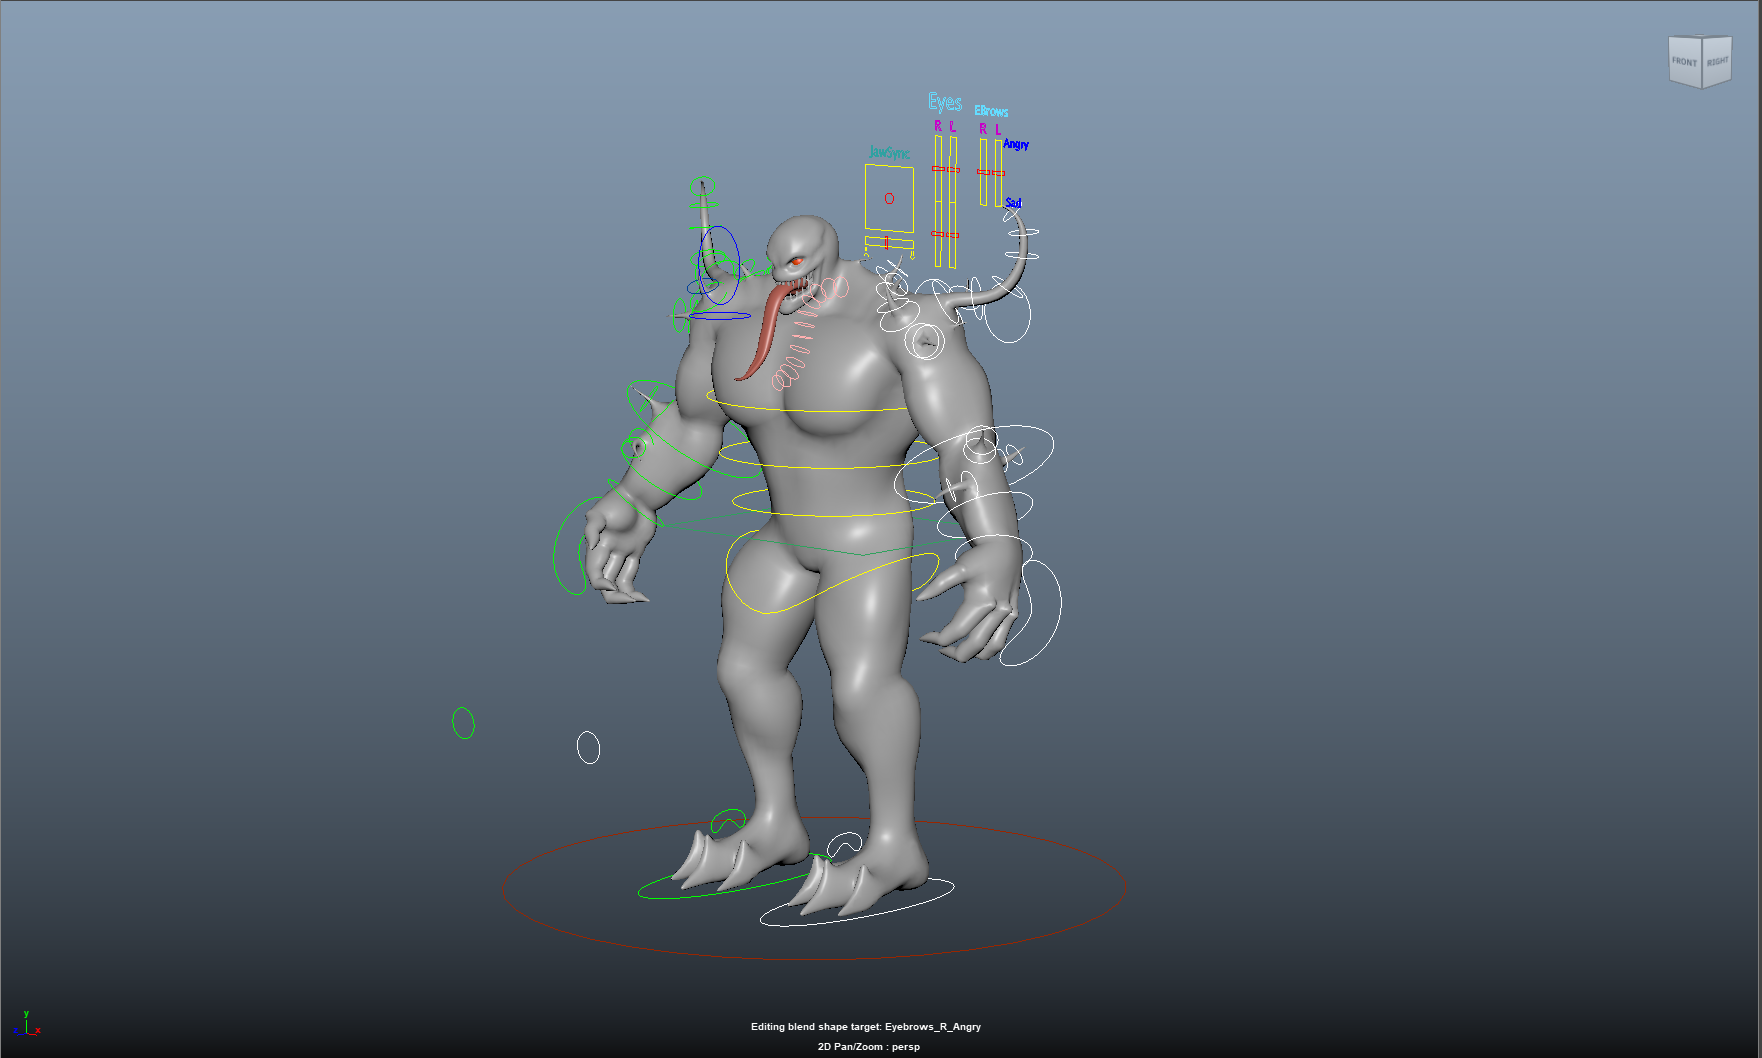 FRONT RIGHT
Eyes
EBrows
R L
R L
Angry
JawSync
Sad
y
x
Editing blend shape target: Eyebrows_R_Angry
2D Pan/Zoom : persp